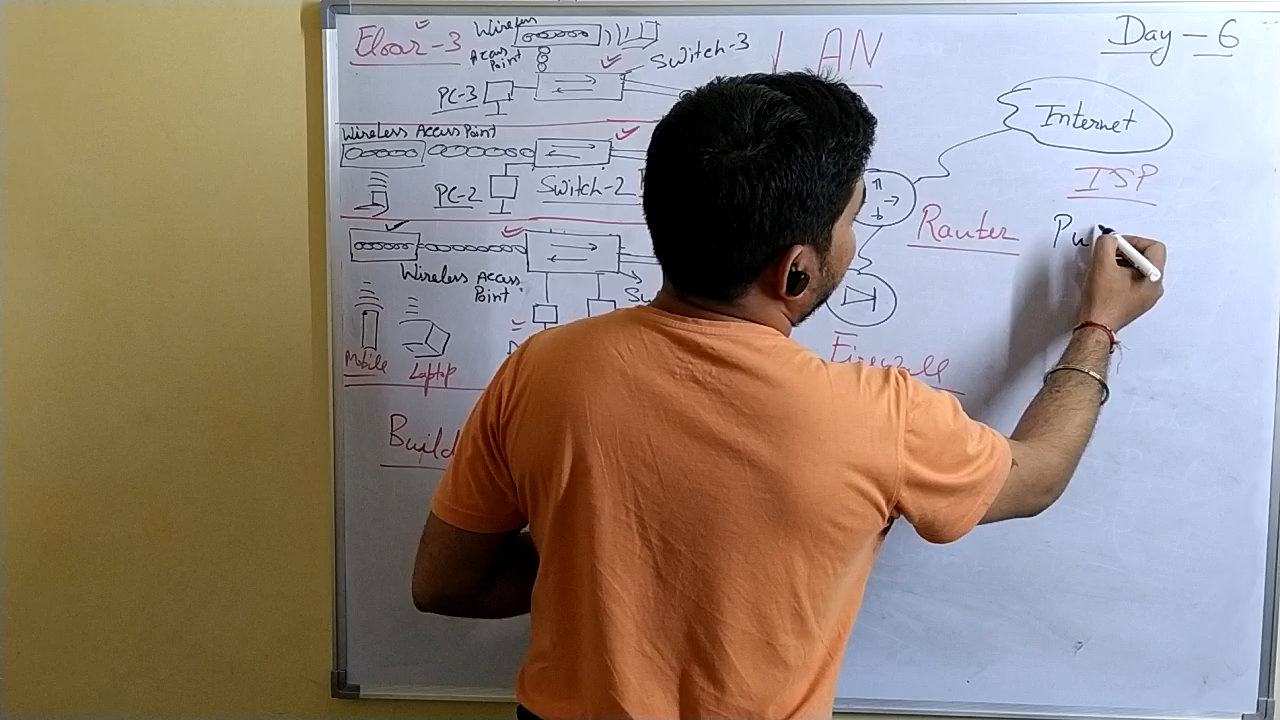 Floor-3
Wireless
Access
Point
Switch-3
LAN
Day - 6
PC-3
Internet
Wireless Access Point
ISP
PC-2
Switch-2
Router
Pu
Wireless Access
Point
Mobile
Laptop
Firewall
Build